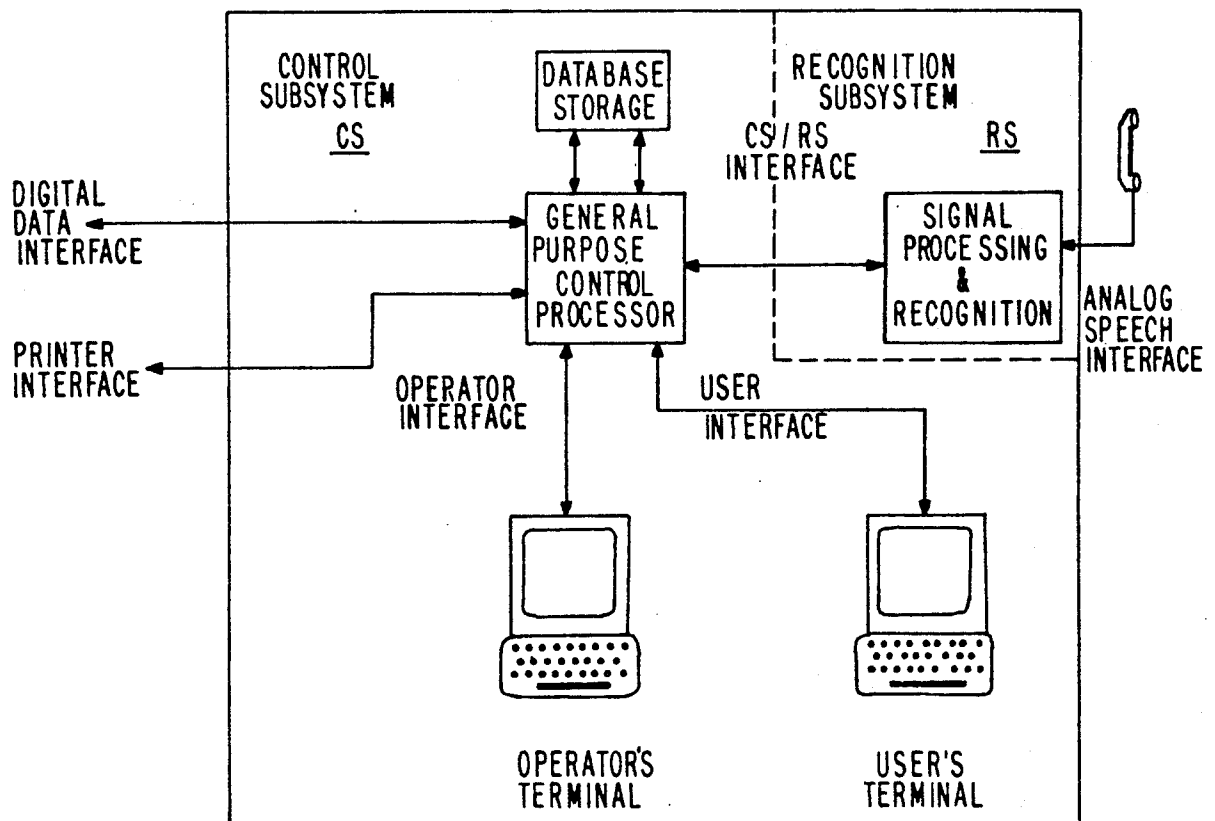 CONTROL
SUBSYSTEM
CS
DATABASE
STORAGE
RECOGNITION
SUBSYSTEM
RS
CS/RS
INTERFACE
DIGITAL
DATA
INTERFACE
GENERAL
PURPOSE
CONTROL
PROCESSOR
SIGNAL
PROCESSING
&
RECOGNITION
ANALOG
SPEECH
INTERFACE
PRINTER
INTERFACE
OPERATOR
INTERFACE
USER
INTERFACE
OPERATOR'S
TERMINAL
USER'S
TERMINAL